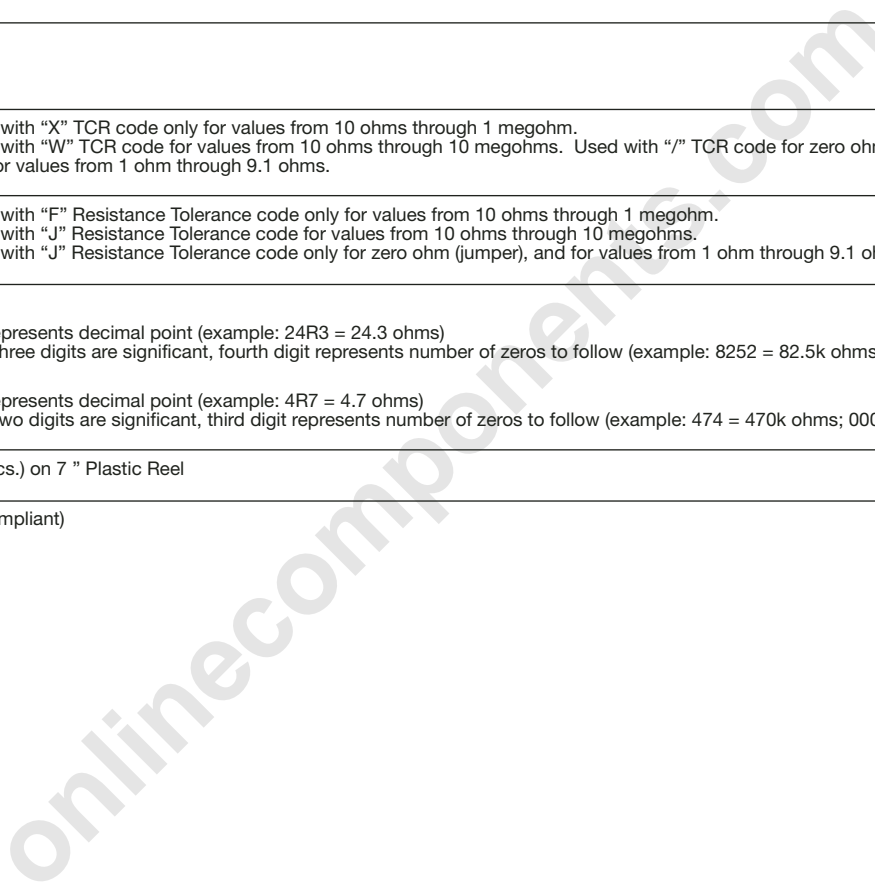 with “X” TCR code only for values from 10 ohms through 1 megohm.
with “W” TCR code for values from 10 ohms through 10 megohms.  Used with “/” TCR code for zero ohm
or values from 1 ohm through 9.1 ohms.
with “F” Resistance Tolerance code only for values from 10 ohms through 1 megohm.
with “J” Resistance Tolerance code for values from 10 ohms through 10 megohms.
with “J” Resistance Tolerance code only for zero ohm (jumper), and for values from 1 ohm through 9.1 oh
epresents decimal point (example: 24R3 = 24.3 ohms)
hree digits are significant, fourth digit represents number of zeros to follow (example: 8252 = 82.5k ohms
epresents decimal point (example: 4R7 = 4.7 ohms)
wo digits are significant, third digit represents number of zeros to follow (example: 474 = 470k ohms; 000
cs.) on 7 ” Plastic Reel
mpliant)
onlinecomponents.com